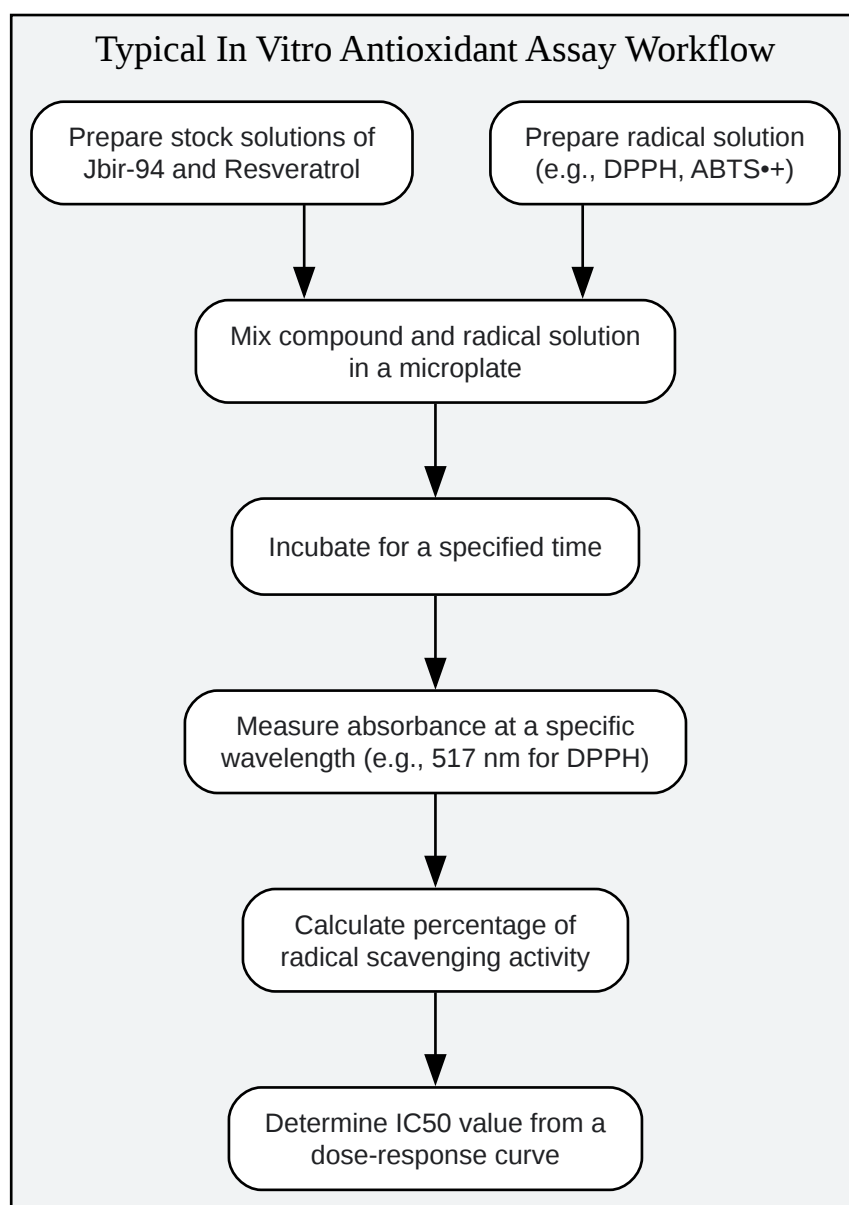 Typical In Vitro Antioxidant Assay Workflow
Prepare stock solutions of
Jbir-94 and Resveratrol
Prepare radical solution
(e.g., DPPH, ABTS•+)
Mix compound and radical solution
in a microplate
Incubate for a specified time
Measure absorbance at a specific
wavelength (e.g., 517 nm for DPPH)
Calculate percentage of
radical scavenging activity
Determine IC50 value from a
dose-response curve